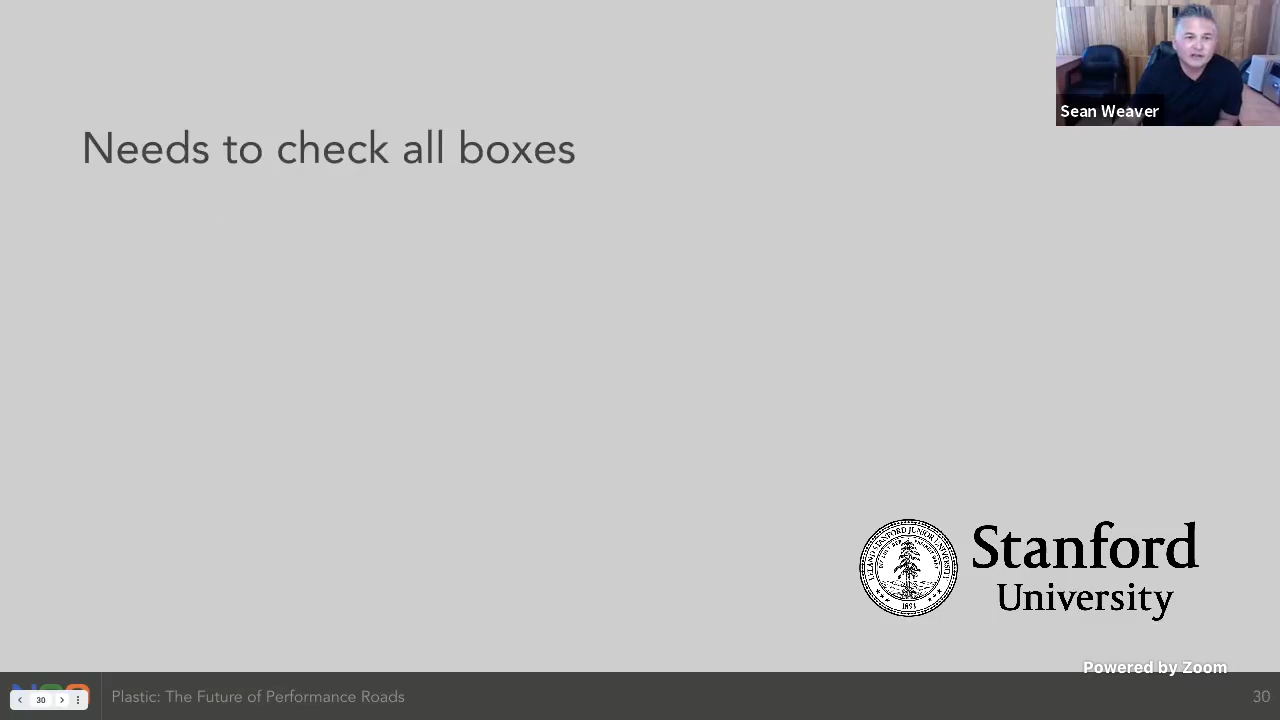 Sean Weaver
Needs to check all boxes
Stanford
University
1891
Powered by Zoom
30
Plastic: The Future of Performance Roads
30